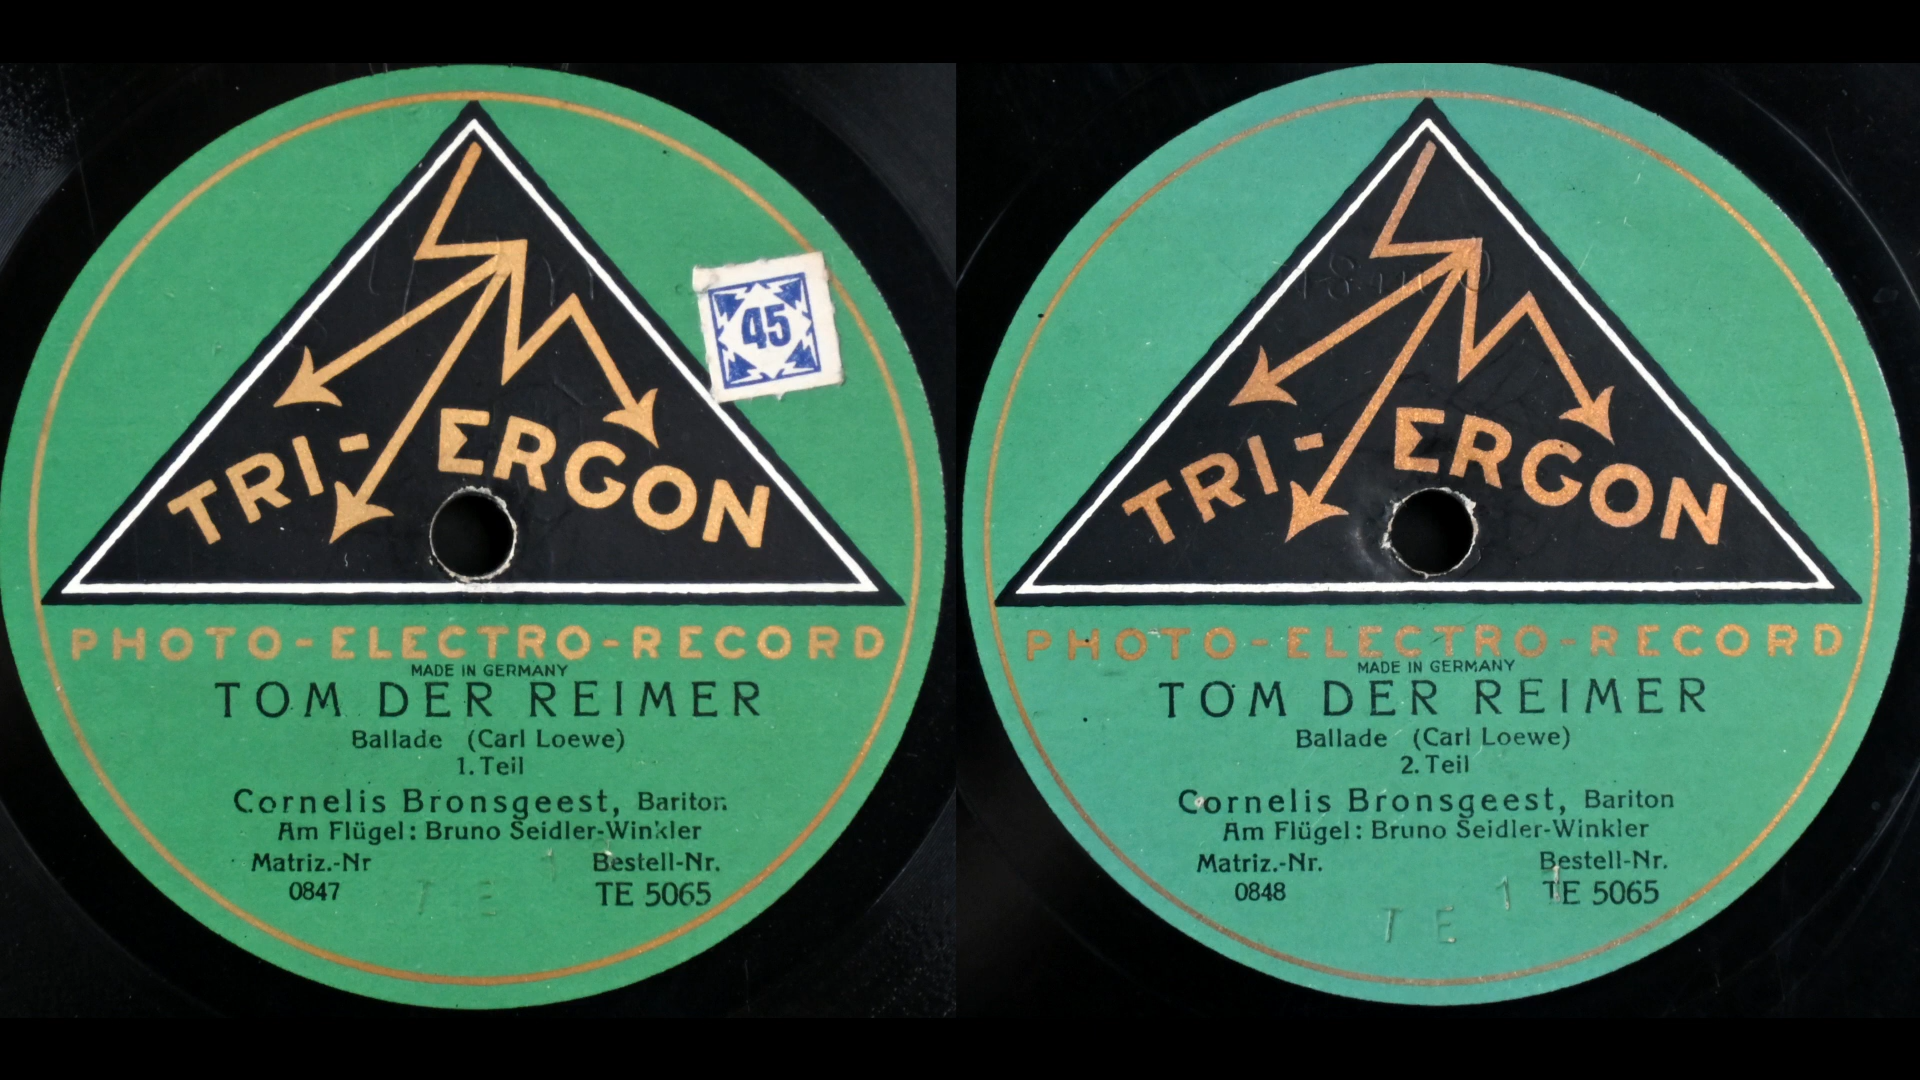 45
TRI-ERGON
PHOTO-ELECTRO-RECORD
MADE IN GERMANY
TOM DER REIMER
Ballade (Carl Loewe)
1. Teil
Cornelis Bronsgeest, Bariton
Am Flügel: Bruno Seidler-Winkler
Matriz.-Nr Bestell-Nr.
0847 TE 5065
T E
TRI-ERGON
PHOTO-ELECTRO-RECORD
MADE IN GERMANY
TOM DER REIMER
Ballade (Carl Loewe)
2. Teil
Cornelis Bronsgeest, Bariton
Am Flügel: Bruno Seidler-Winkler
Matriz.-Nr. Bestell-Nr.
0848 TE 5065
T E 1